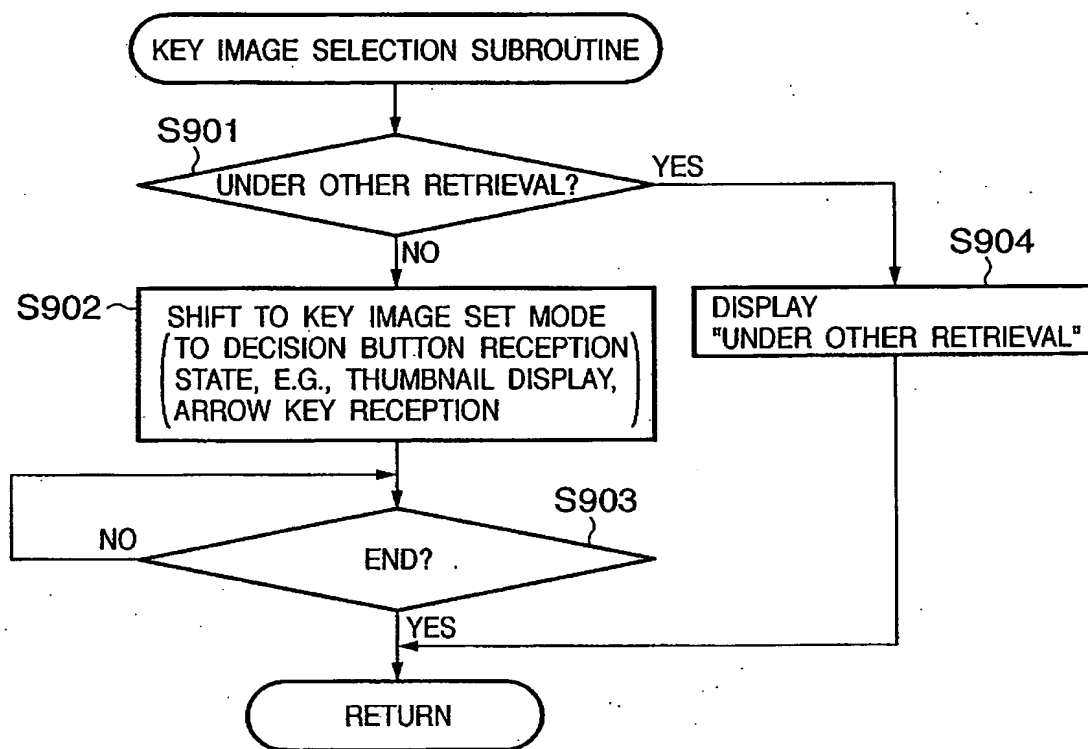 KEY IMAGE SELECTION SUBROUTINE
S901
UNDER OTHER RETRIEVAL?
YES
NO
S904
S902
SHIFT TO KEY IMAGE SET MODE
(TO DECISION BUTTON RECEPTION
STATE, E.G., THUMBNAIL DISPLAY,
ARROW KEY RECEPTION)
DISPLAY
"UNDER OTHER RETRIEVAL"
S903
NO
END?
YES
RETURN